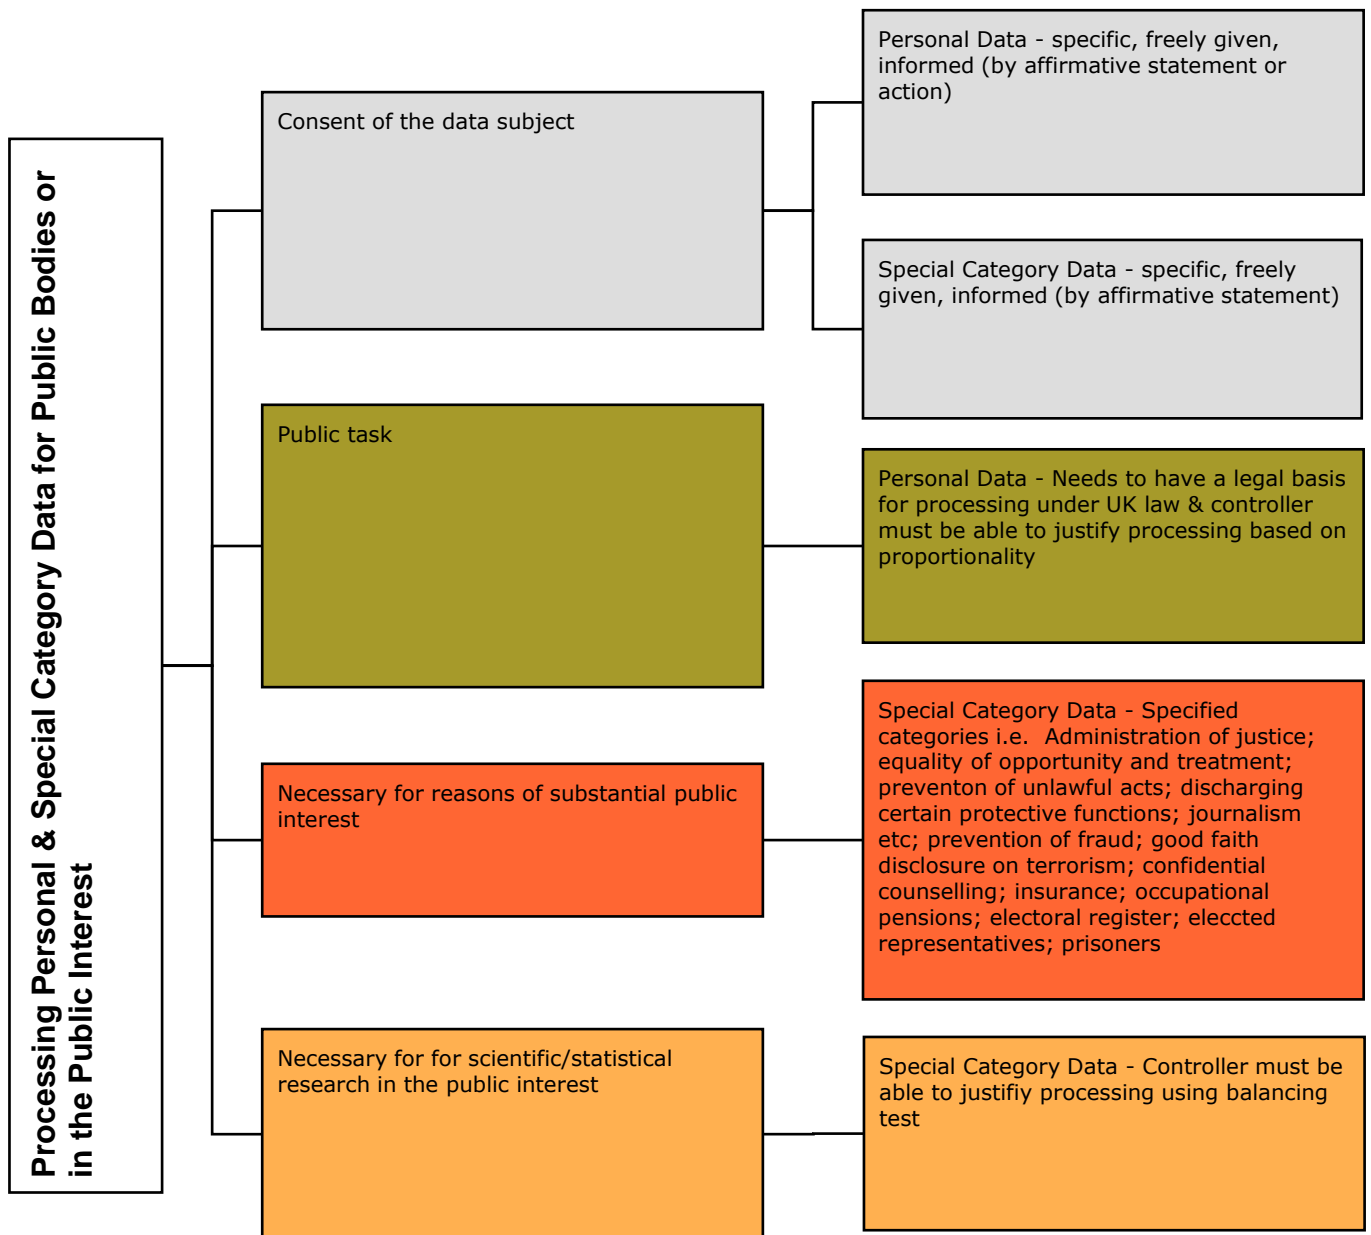 Processing Personal & Special Category Data for Public Bodies or
in the Public Interest
Consent of the data subject
Personal Data - specific, freely given,
informed (by affirmative statement or
action)
Special Category Data - specific, freely
given, informed (by affirmative statement)
Public task
Personal Data - Needs to have a legal basis
for processing under UK law & controller
must be able to justify processing based on
proportionality
Necessary for reasons of substantial public
interest
Special Category Data - Specified
categories i.e.  Administration of justice;
equality of opportunity and treatment;
preventon of unlawful acts; discharging
certain protective functions; journalism
etc; prevention of fraud; good faith
disclosure on terrorism; confidential
counselling; insurance; occupational
pensions; electoral register; eleccted
representatives; prisoners
Necessary for for scientific/statistical
research in the public interest
Special Category Data - Controller must be
able to justifiy processing using balancing
test